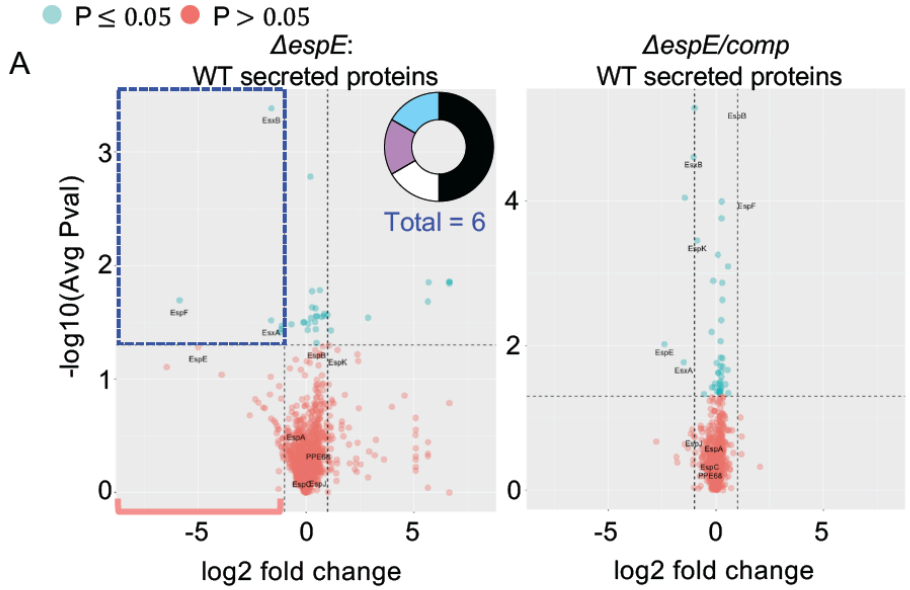 P ≤ 0.05 P > 0.05
A
ΔespE:
WT secreted proteins
ΔespE/comp
WT secreted proteins
-log10(Avg Pval)
3
2
1
0
EsxB
EspF
EsxA
EspE
EspB
EspK
EspA
PPE68
EspC
EspJ
Total = 6
-5 0 5
log2 fold change
4
2
0
EspB
EsxB
EspF
EspK
EspE
EsxA
EspJ
EspA
EspC
PPE68
-5 0 5
log2 fold change